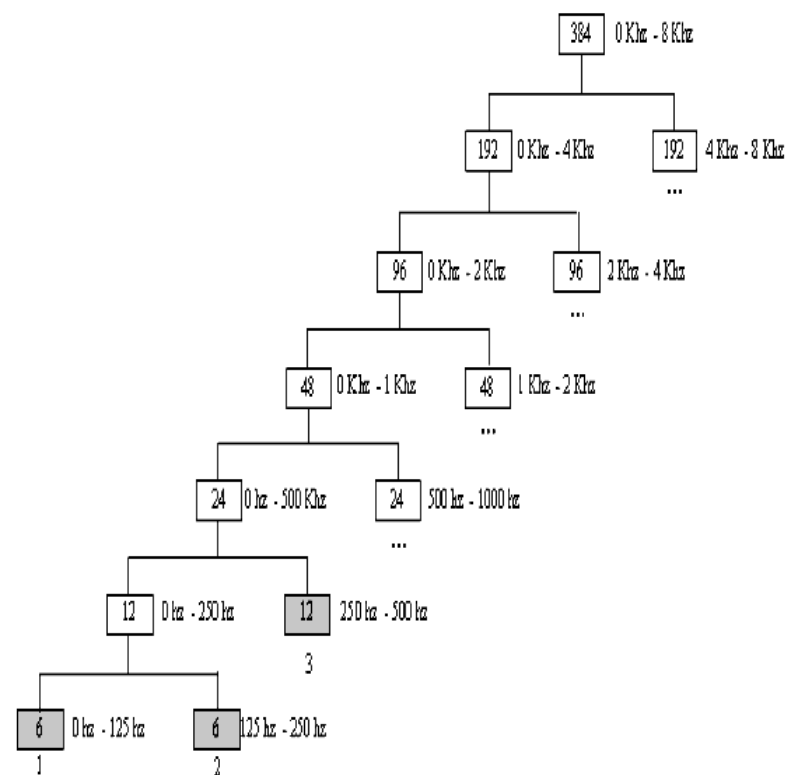 384 0 Khz - 8 Khz
192 0 Khz - 4 Khz 192 4 Khz - 8 Khz
...
96 0 Khz - 2 Khz 96 2 Khz - 4 Khz
...
48 0 Khz - 1 Khz 48 1 Khz - 2 Khz
...
24 0 hz - 500 Khz 24 500 hz - 1000 hz
...
12 0 hz - 250 hz 12 250 hz - 500 hz
3
6 0 hz - 125 hz 6 125 hz - 250 hz
1 2